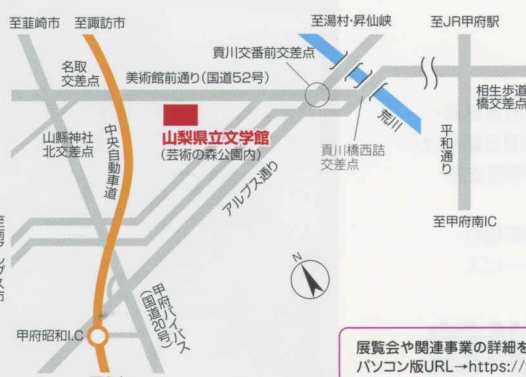 至韮崎市
至諏訪市
至湯村・昇仙峡
至JR甲府駅
名取
交差点
美術館前通り(国道52号)
貢川交番前交差点
相生歩道
橋交差点
荒川
山縣神社
北交差点
中央自動車道
山梨県立文学館
(芸術の森公園内)
貢川橋西詰
交差点
平和通り
アルプス通り
至甲府南IC
甲府バイパス
(国道20号)
N
甲府昭和I.C
展覧会や関連事業の詳細を
パソコン版URL→https://